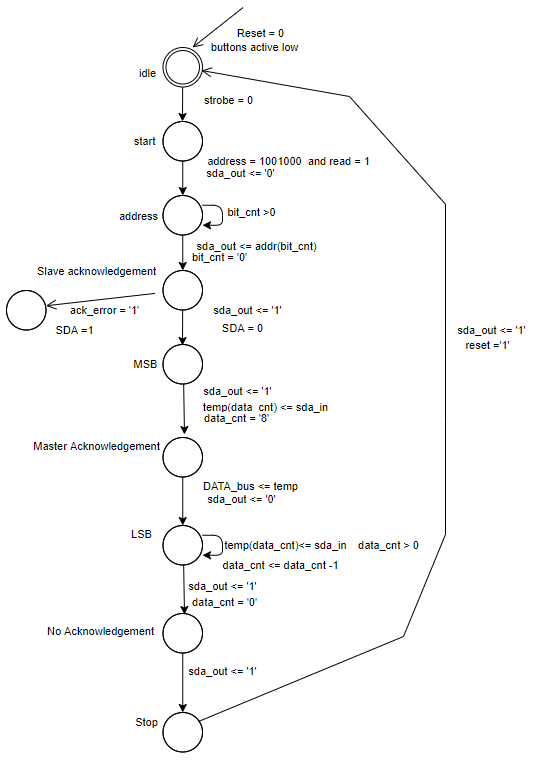 Reset = 0
buttons active low
idle
strobe = 0
start
address = 1001000 and read = 1
sda_out <= '0'
address
bit_cnt >0
sda_out <= addr(bit_cnt)
bit_cnt = '0'
Slave acknowledgement
ack_error = '1'
SDA =1
sda_out <= '1'
SDA = 0
sda_out <= '1'
reset ='1'
MSB
sda_out <= '1'
temp(data_cnt) <= sda_in
data_cnt = '8'
Master Acknowledgement
DATA_bus <= temp
sda_out <= '0'
LSB
temp(data_cnt)<= sda_in data_cnt > 0
data_cnt <= data_cnt -1
sda_out <= '1'
data_cnt = '0'
No Acknowledgement
sda_out <= '1'
Stop